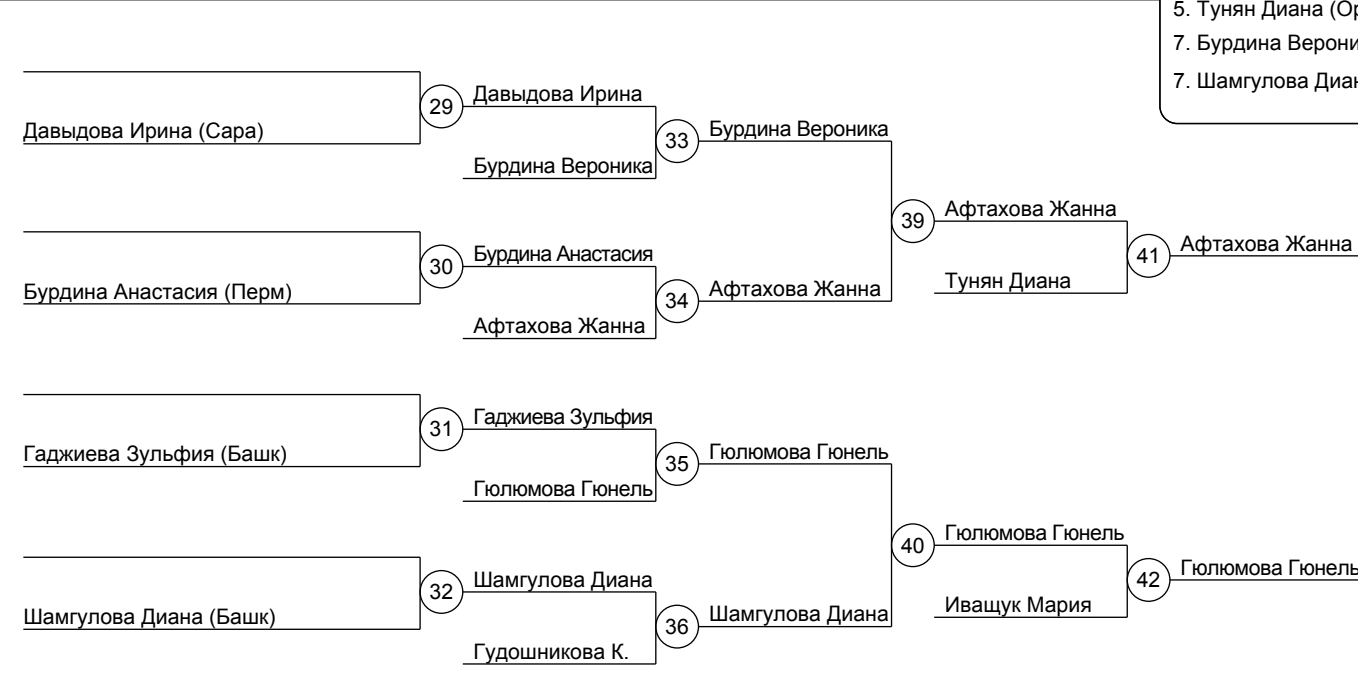 5. Тунян Диана (Ор
7. Бурдина Верони
7. Шамгулова Диан
Давыдова Ирина (Сара)
29
Давыдова Ирина
Бурдина Вероника
33
Бурдина Вероника
Бурдина Анастасия (Перм)
30
Бурдина Анастасия
Афтахова Жанна
34
Афтахова Жанна
39
Афтахова Жанна
Тунян Диана
41
Афтахова Жанна
Гаджиева Зульфия (Башк)
31
Гаджиева Зульфия
Гюлюмова Гюнель
35
Гюлюмова Гюнель
Шамгулова Диана (Башк)
32
Шамгулова Диана
Гудошникова К.
36
Шамгулова Диана
40
Гюлюмова Гюнель
Иващук Мария
42
Гюлюмова Гюнель